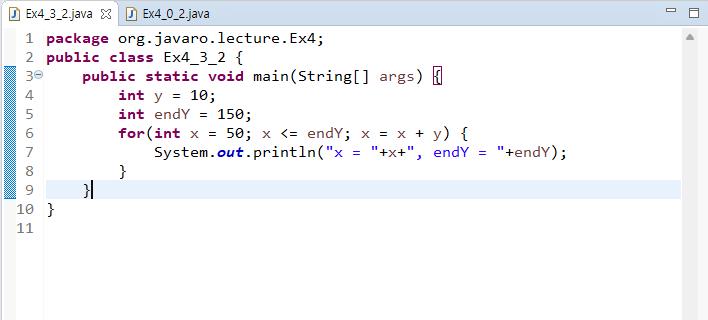 Ex4_3_2.java Ex4_0_2.java
1 package org.javaro.lecture.Ex4;
2 public class Ex4_3_2 {
3 public static void main(String[] args) {
4 int y = 10;
5 int endY = 150;
6 for(int x = 50; x <= endY; x = x + y) {
7 System.out.println("x = "+x+", endY = "+endY);
8 }
9 }
10 }
11